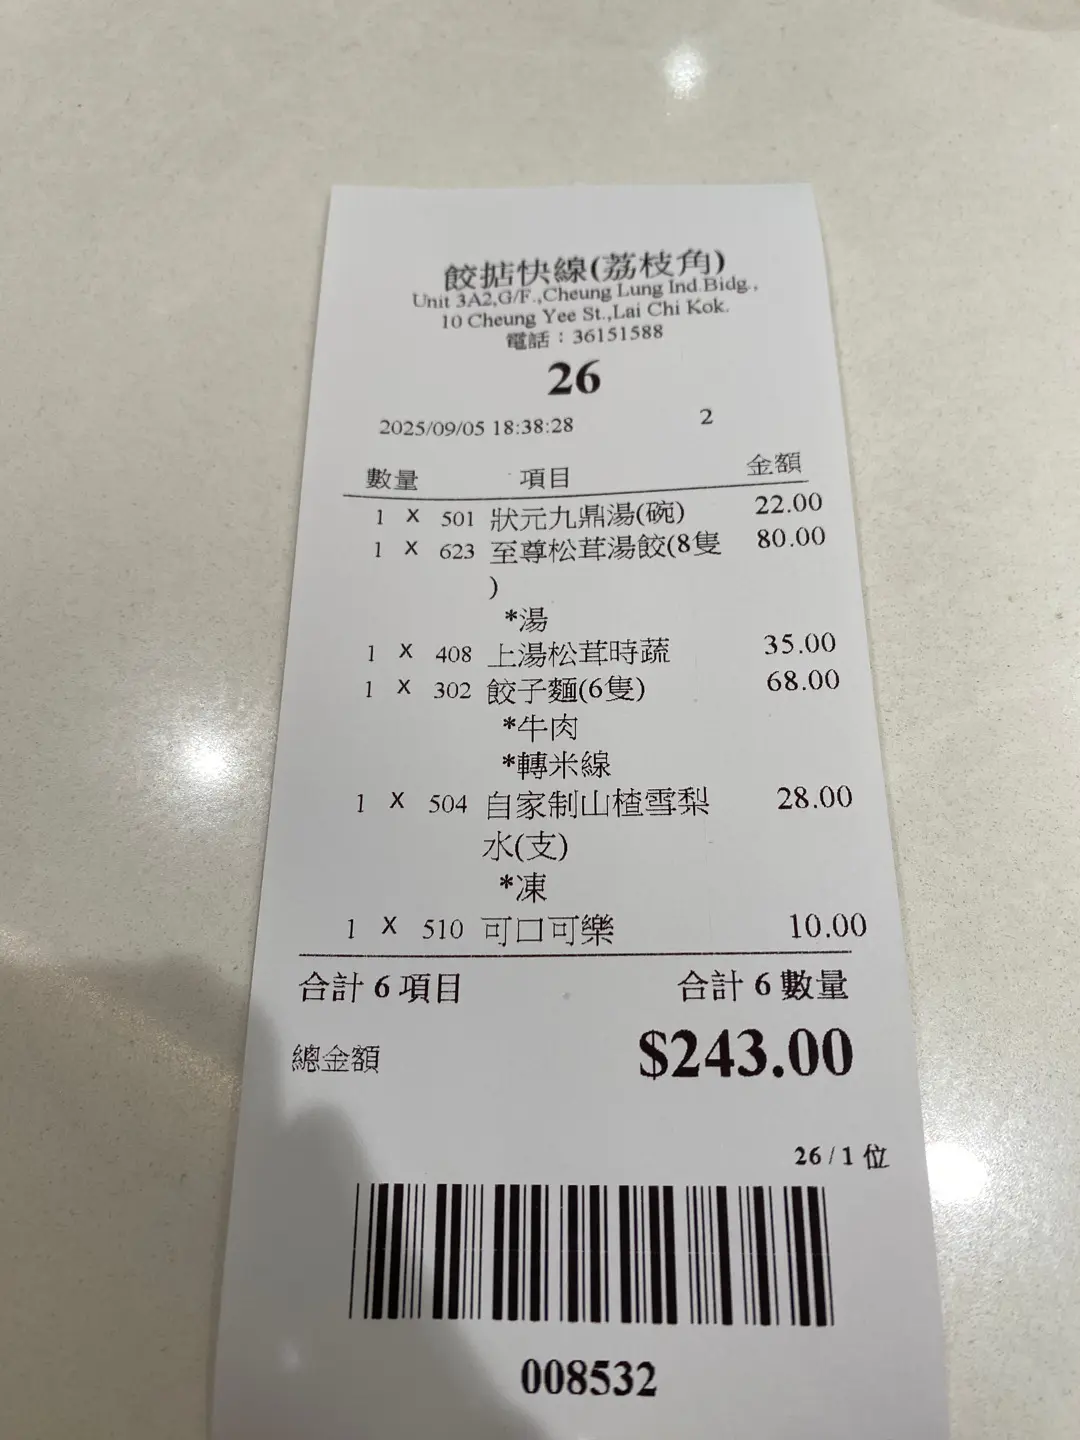 餃掂快線(荔枝角)
Unit 3A2,G/F.,Cheung Lung Ind.Bidg.,
10 Cheung Yee St.,Lai Chi Kok.
電話：36151588
26
2025/09/05 18:38:28 2
數量 項目 金額
1 X 501 狀元九鼎湯(碗) 22.00
1 X 623 至尊松茸湯餃(8隻 80.00
)
*湯
1 X 408 上湯松茸時蔬 35.00
1 X 302 餃子麵(6隻) 68.00
*牛肉
*轉米線
1 X 504 自家制山楂雪梨 28.00
水(支)
*凍
1 X 510 可口可樂 10.00
合計 6 項目 合計 6 數量
總金額 $243.00
26 / 1 位
008532